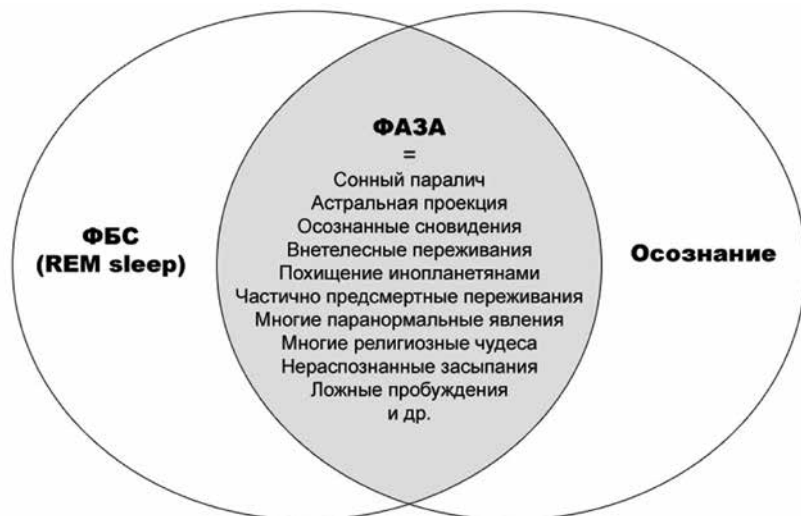 ФАЗА
=
Сонный паралич
Астральная проекция
Осознанные сновидения
Внетелесные переживания
Похищение инопланетянами
Частично предсмертные переживания
Многие паранормальные явления
Многие религиозные чудеса
Нераспознанные засыпания
Ложные пробуждения
и др.
ФБС
(REM sleep)
Осознание